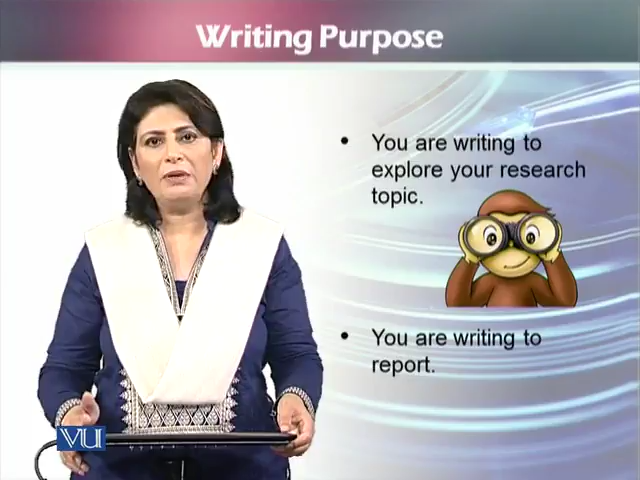 Writing Purpose
• You are writing to
explore your research
topic.
• You are writing to
report.
VU